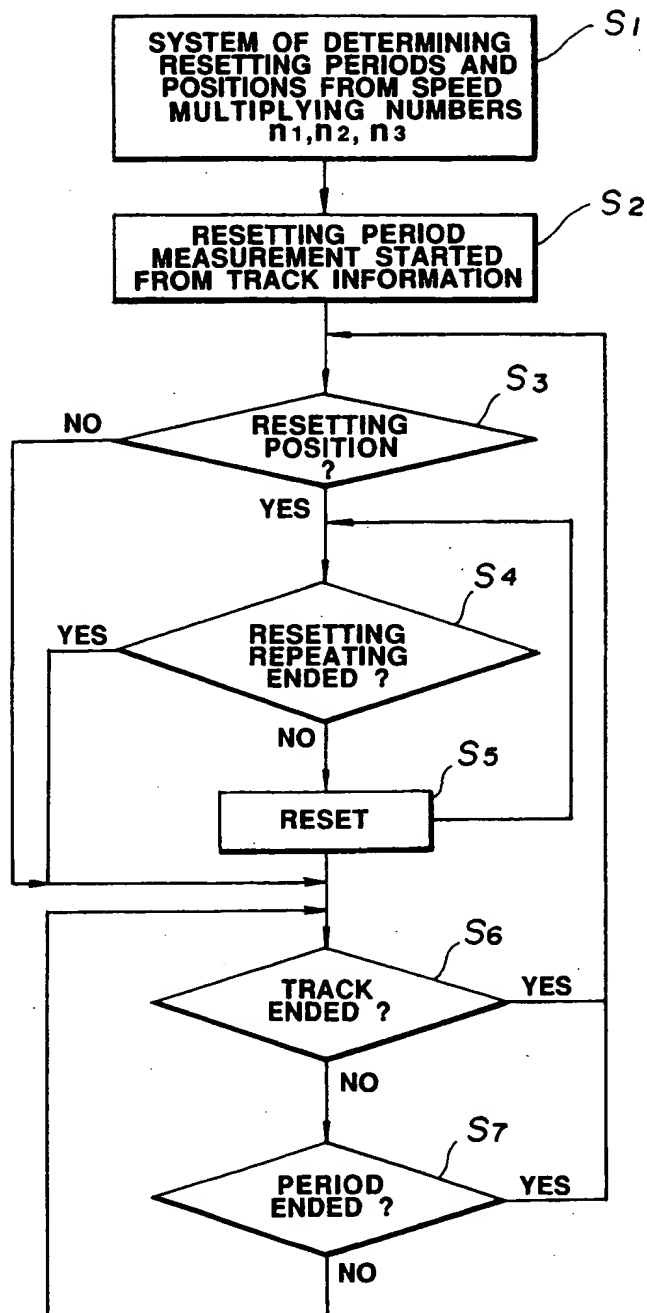 S1
SYSTEM OF DETERMINING
RESETTING PERIODS AND
POSITIONS FROM SPEED
MULTIPLYING NUMBERS
n1,n2, n3
S2
RESETTING PERIOD
MEASUREMENT STARTED
FROM TRACK INFORMATION
S3
NO
RESETTING
POSITION
?
YES
S4
YES
RESETTING
REPEATING
ENDED ?
NO
S5
RESET
S6
TRACK
ENDED ?
YES
NO
S7
PERIOD
ENDED ?
YES
NO